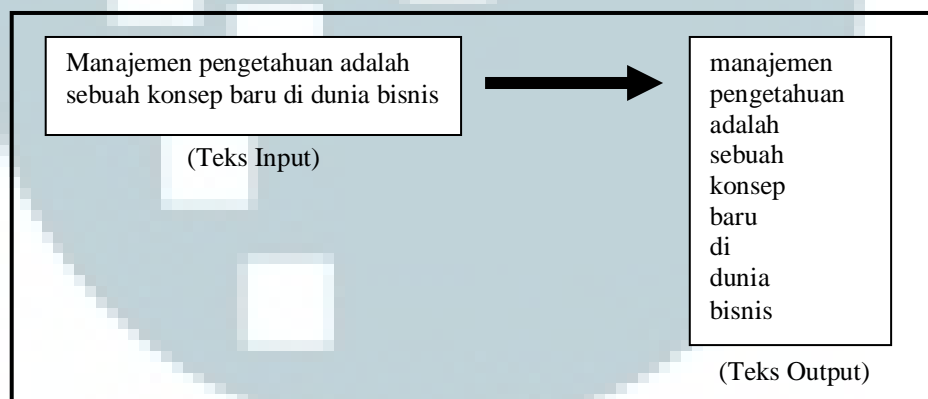 Manajemen pengetahuan adalah
sebuah konsep baru di dunia bisnis
(Teks Input)
manajemen
pengetahuan
adalah
sebuah
konsep
baru
di
dunia
bisnis
(Teks Output)